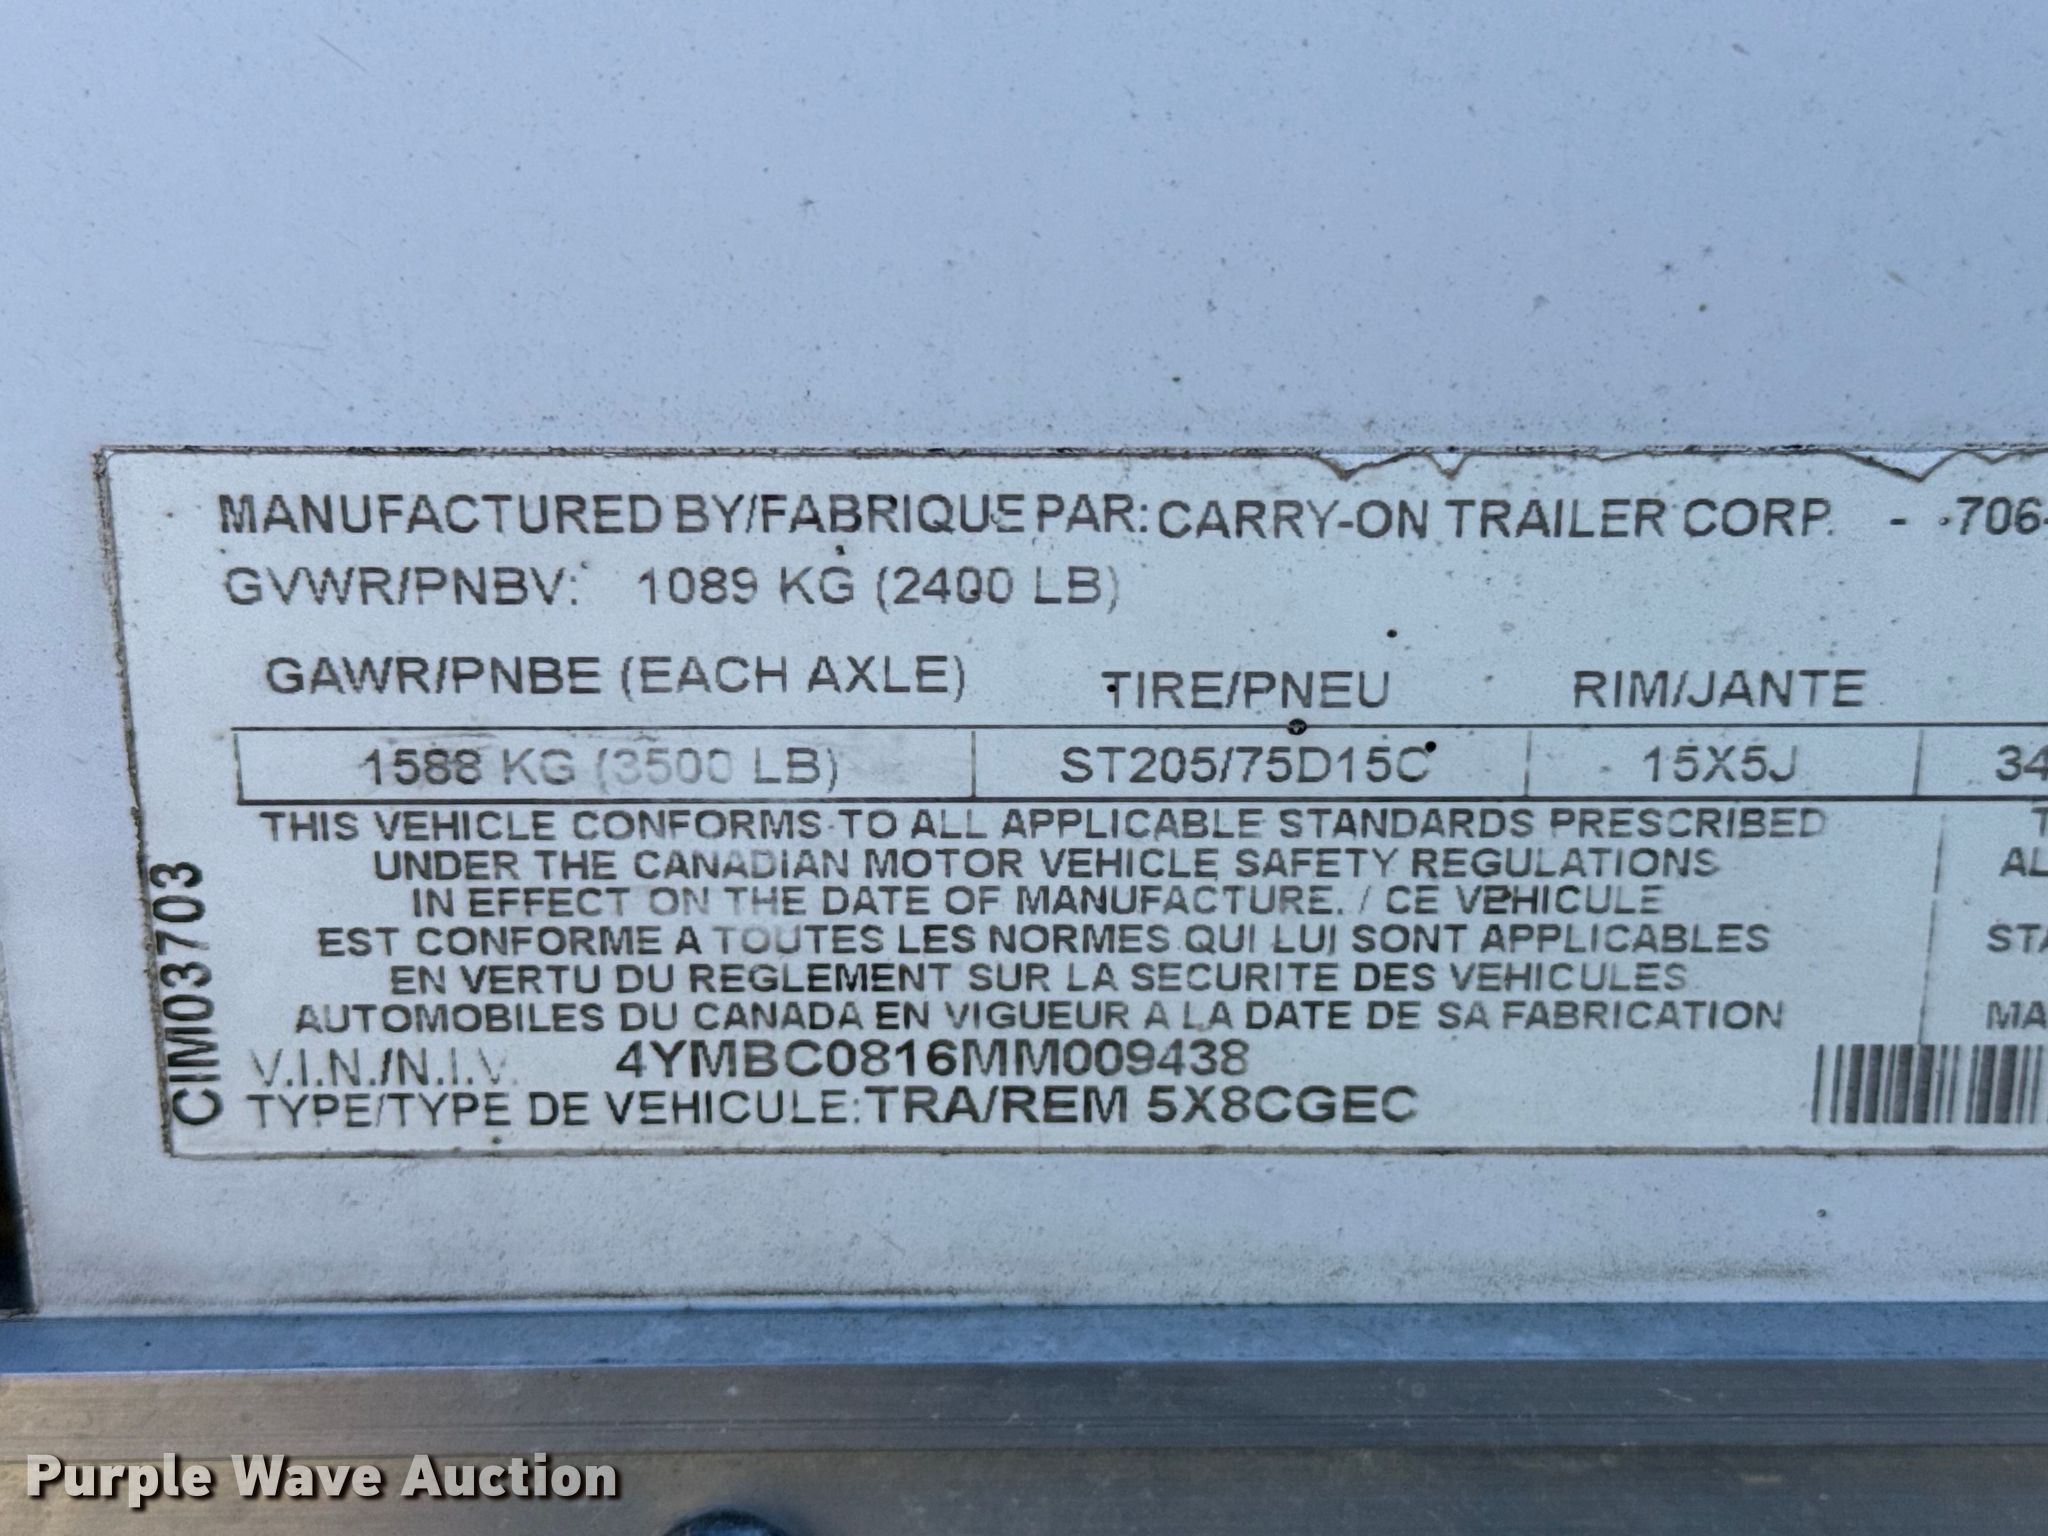 MANUFACTURED BY/FABRIQUE PAR: CARRY-ON TRAILER CORP. - 706-
GVWR/PNBV: 1089 KG (2400 LB)
GAWR/PNBE (EACH AXLE) TIRE/PNEU RIM/JANTE
1588 KG (3500 LB) ST205/75D15C 15X5J 34
THIS VEHICLE CONFORMS TO ALL APPLICABLE STANDARDS PRESCRIBED T
UNDER THE CANADIAN MOTOR VEHICLE SAFETY REGULATIONS AL
IN EFFECT ON THE DATE OF MANUFACTURE. / CE VEHICULE
EST CONFORME A TOUTES LES NORMES QUI LUI SONT APPLICABLES STA
EN VERTU DU REGLEMENT SUR LA SECURITE DES VEHICULES
AUTOMOBILES DU CANADA EN VIGUEUR A LA DATE DE SA FABRICATION MA
V.I.N./N.I.V. 4YMBC0816MM009438
TYPE/TYPE DE VEHICULE: TRA/REM 5X8CGEC
CIM03703
Purple Wave Auction